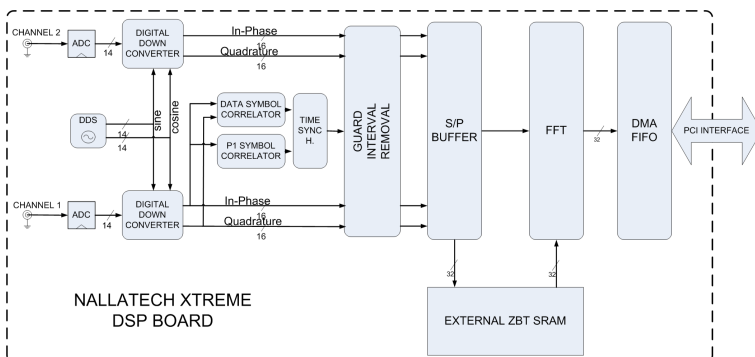 CHANNEL 2
ADC
14
DIGITAL
DOWN
CONVERTER
In-Phase
16
Quadrature
16
DDS
14
14
sine
cosine
DATA SYMBOL
CORRELATOR
P1 SYMBOL
CORRELATOR
TIME
SYNC
H.
GUARD
INTERVAL
REMOVAL
S/P
BUFFER
FFT
32
DMA
FIFO
PCI INTERFACE
CHANNEL 1
ADC
14
DIGITAL
DOWN
CONVERTER
In-Phase
16
Quadrature
16
32
32
EXTERNAL ZBT SRAM
NALLATECH XTREME
DSP BOARD